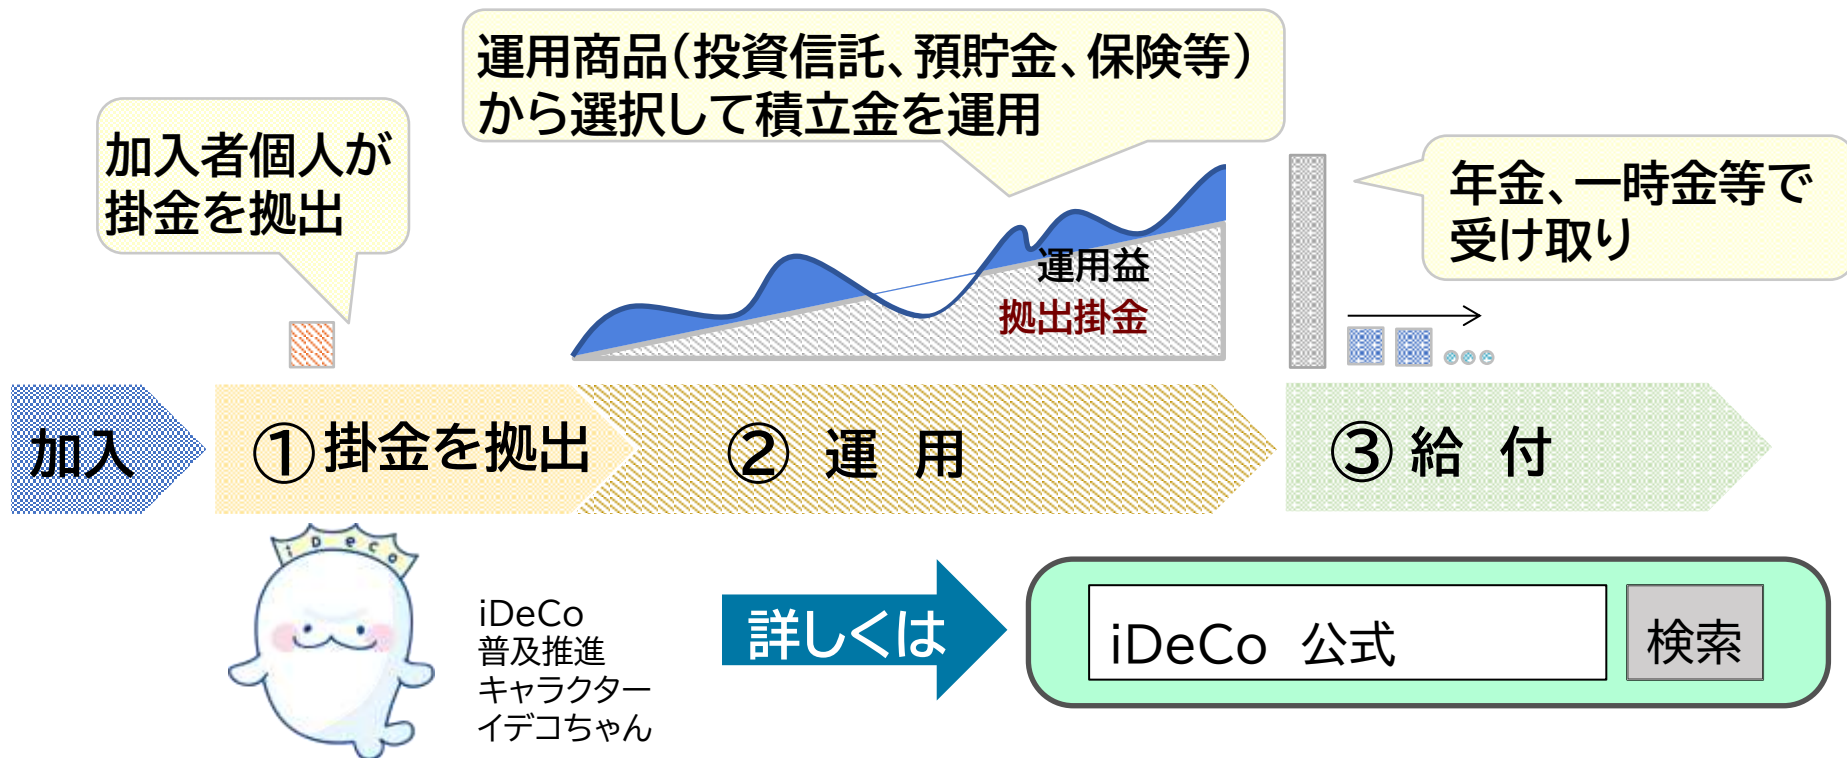 運用商品(投資信託、預貯金、保険等)
から選択して積立金を運用
加入者個人が
掛金を拠出
年金、一時金等で
受け取り
運用益
拠出掛金
加入
①掛金を拠出
② 運 用
③ 給 付
iDeCo
iDeCo
普及推進
キャラクター
イデコちゃん
詳しくは
iDeCo 公式
検索